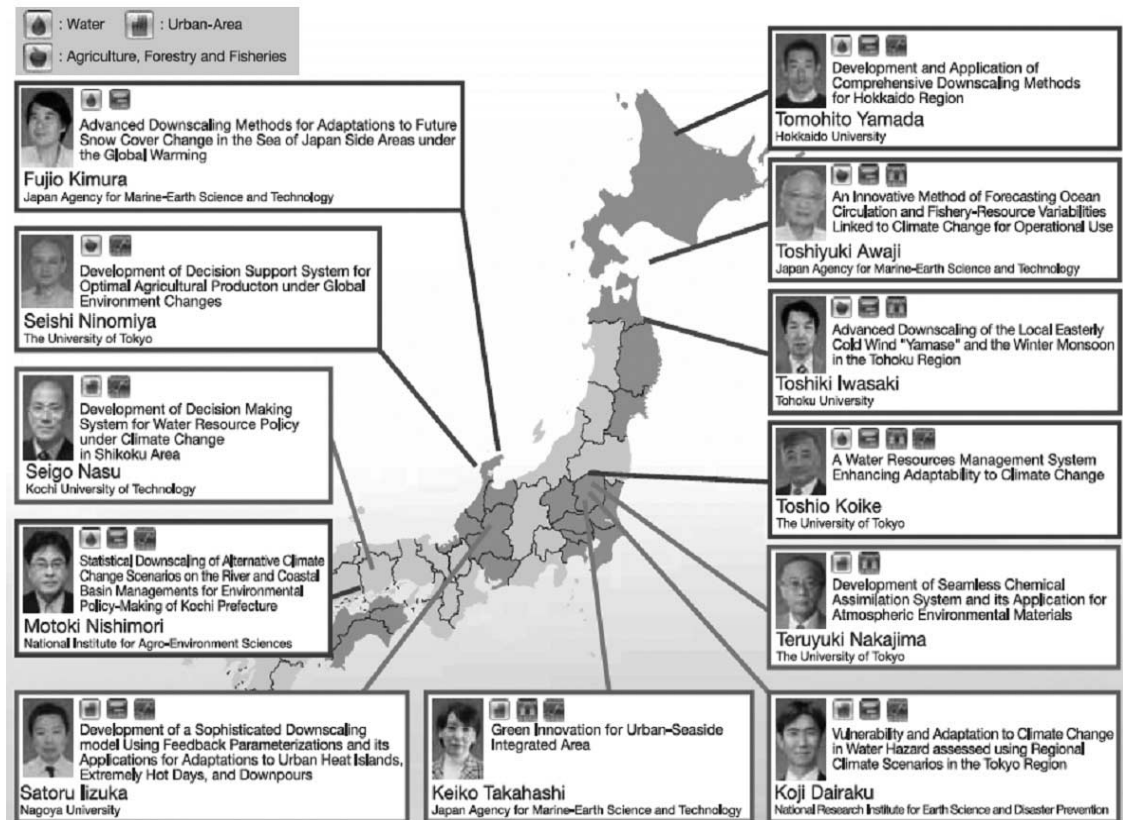 : Water : Urban-Area
: Agriculture, Forestry and Fisheries
Advanced Downscaling Methods for Adaptations to Future
Snow Cover Change in the Sea of Japan Side Areas under
the Global Warming
Fujio Kimura
Japan Agency for Marine-Earth Science and Technology
Development of Decision Support System for
Optimal Agricultural Producton under Global
Environment Changes
Seishi Ninomiya
The University of Tokyo
Development of Decision Making
System for Water Resource Policy
under Climate Change
in Shikoku Area
Seigo Nasu
Kochi University of Technology
Statistical Downscaling of Alternative Climate
Change Scenarios on the River and Coastal
Basin Managements for Environmental
Policy-Making of Kochi Prefecture
Motoki Nishimori
National Institute for Agro-Environment Sciences
Development of a Sophisticated Downscaling
model Using Feedback Parameterizations and its
Applications for Adaptations to Urban Heat Islands,
Extremely Hot Days, and Downpours
Satoru Iizuka
Nagoya University
Green Innovation for Urban-Seaside
Integrated Area
Keiko Takahashi
Japan Agency for Marine-Earth Science and Technology
Development and Application of
Comprehensive Downscaling Methods
for Hokkaido Region
Tomohito Yamada
Hokkaido University
An Innovative Method of Forecasting Ocean
Circulation and Fishery-Resource Variabilities
Linked to Climate Change for Operational Use
Toshiyuki Awaji
Japan Agency for Marine-Earth Science and Technology
Advanced Downscaling of the Local Easterly
Cold Wind "Yamase" and the Winter Monsoon
in the Tohoku Region
Toshiki Iwasaki
Tohoku University
A Water Resources Management System
Enhancing Adaptability to Climate Change
Toshio Koike
The University of Tokyo
Development of Seamless Chemical
Assimilation System and its Application for
Atmospheric Environmental Materials
Teruyuki Nakajima
The University of Tokyo
Vulnerability and Adaptation to Climate Change
in Water Hazard assessed using Regional
Climate Scenarios in the Tokyo Region
Koji Dairaku
National Research Institute for Earth Science and Disaster Prevention